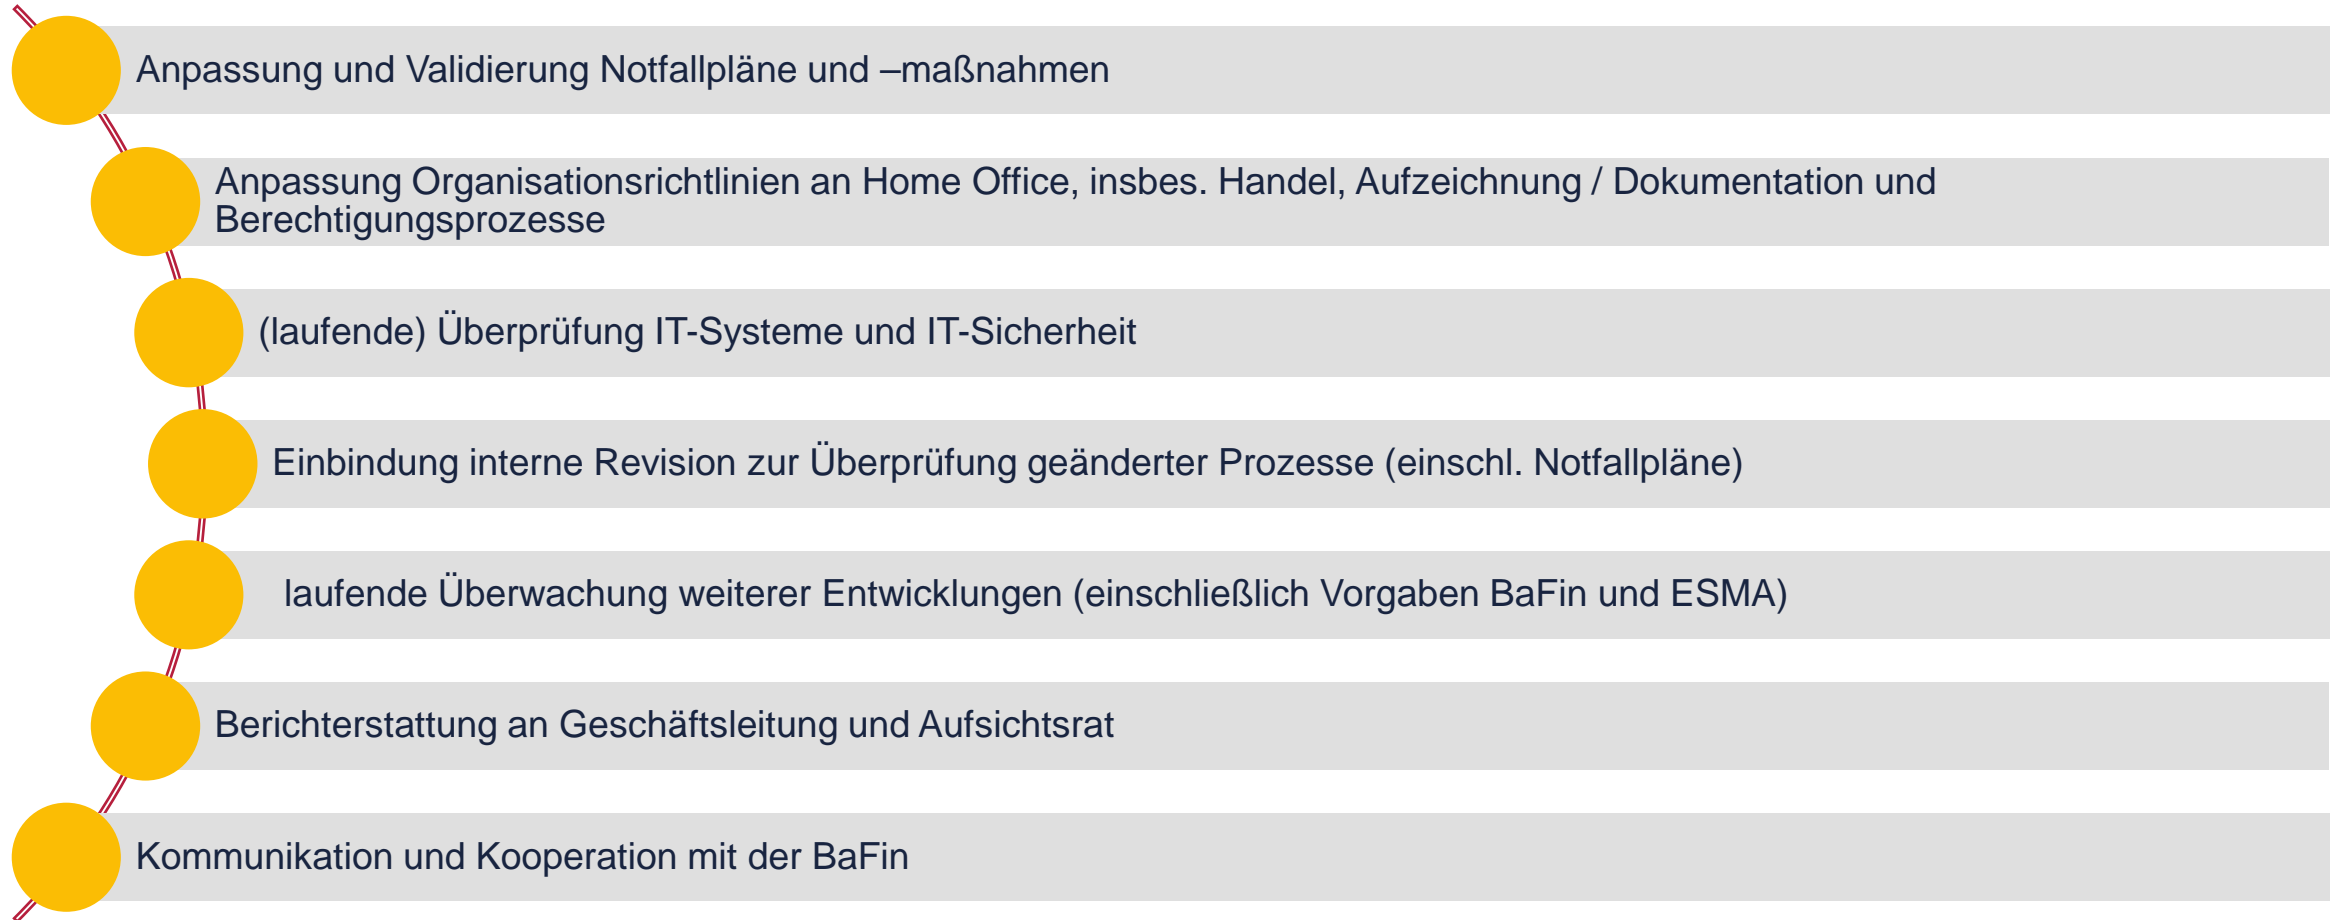 Anpassung und Validierung Notfallpläne und –maßnahmen
Anpassung Organisationsrichtlinien an Home Office, insbes. Handel, Aufzeichnung / Dokumentation und
Berechtigungsprozesse
(laufende) Überprüfung IT-Systeme und IT-Sicherheit
Einbindung interne Revision zur Überprüfung geänderter Prozesse (einschl. Notfallpläne)
laufende Überwachung weiterer Entwicklungen (einschließlich Vorgaben BaFin und ESMA)
Berichterstattung an Geschäftsleitung und Aufsichtsrat
Kommunikation und Kooperation mit der BaFin